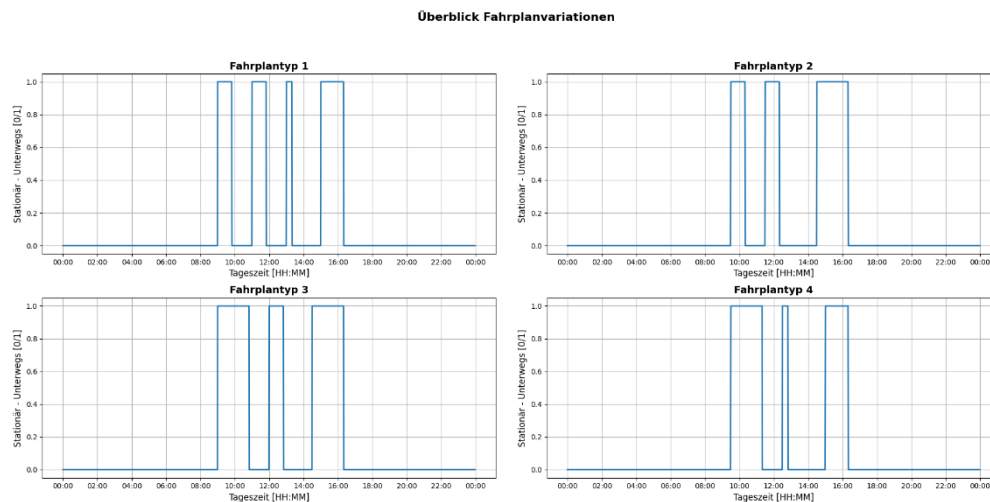 Überblick Fahrplanvariationen
Fahrplantyp 1
Stationär - Unterwegs [0/1]
1.0
0.8
0.6
0.4
0.2
0.0
00:00 02:00 04:00 06:00 08:00 10:00 12:00 14:00 16:00 18:00 20:00 22:00 00:00
Tageszeit [HH:MM]
Fahrplantyp 2
Stationär - Unterwegs [0/1]
1.0
0.8
0.6
0.4
0.2
0.0
00:00 02:00 04:00 06:00 08:00 10:00 12:00 14:00 16:00 18:00 20:00 22:00 00:00
Tageszeit [HH:MM]
Fahrplantyp 3
Stationär - Unterwegs [0/1]
1.0
0.8
0.6
0.4
0.2
0.0
00:00 02:00 04:00 06:00 08:00 10:00 12:00 14:00 16:00 18:00 20:00 22:00 00:00
Tageszeit [HH:MM]
Fahrplantyp 4
Stationär - Unterwegs [0/1]
1.0
0.8
0.6
0.4
0.2
0.0
00:00 02:00 04:00 06:00 08:00 10:00 12:00 14:00 16:00 18:00 20:00 22:00 00:00
Tageszeit [HH:MM]